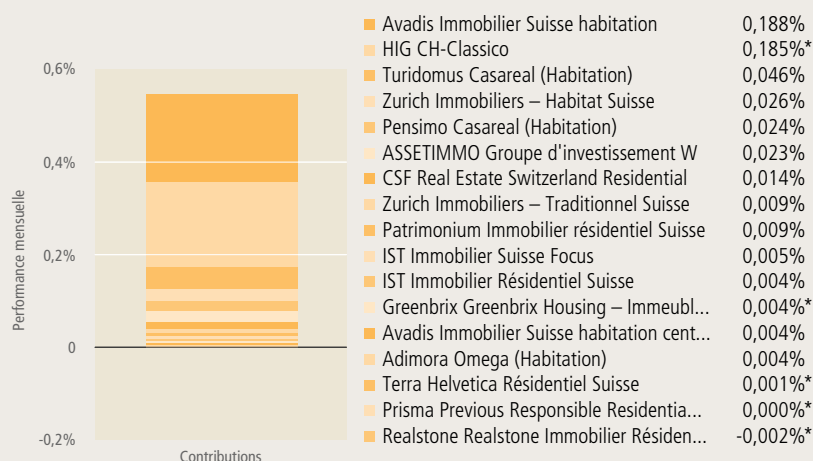 Avadis Immobilier Suisse habitation 0,188%
HIG CH-Classico 0,185%*
Turidomus Casareal (Habitation) 0,046%
Zurich Immobiliers – Habitat Suisse 0,026%
Pensimo Casareal (Habitation) 0,024%
ASSETIMMO Groupe d'investissement W 0,023%
CSF Real Estate Switzerland Residential 0,014%
Zurich Immobiliers – Traditionnel Suisse 0,009%
Patrimonium Immobilier résidentiel Suisse 0,009%
IST Immobilier Suisse Focus 0,005%
IST Immobilier Résidentiel Suisse 0,004%
Greenbrix Greenbrix Housing – Immeubl... 0,004%*
Avadis Immobilier Suisse habitation cent... 0,004%
Adimora Omega (Habitation) 0,004%
Terra Helvetica Résidentiel Suisse 0,001%*
Prisma Previous Responsible Residentia... 0,000%*
Realstone Realstone Immobilier Résiden... -0,002%*
Performance mensuelle
0,6%
0,4%
0,2%
0
-0,2%
Contributions